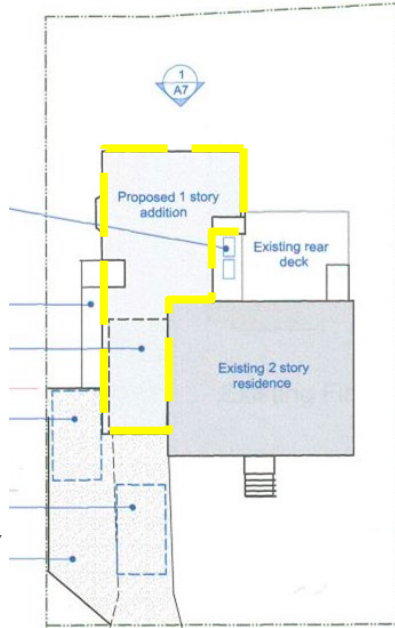 1
A7
Proposed 1 story
addition
Existing rear
deck
Existing 2 story
residence